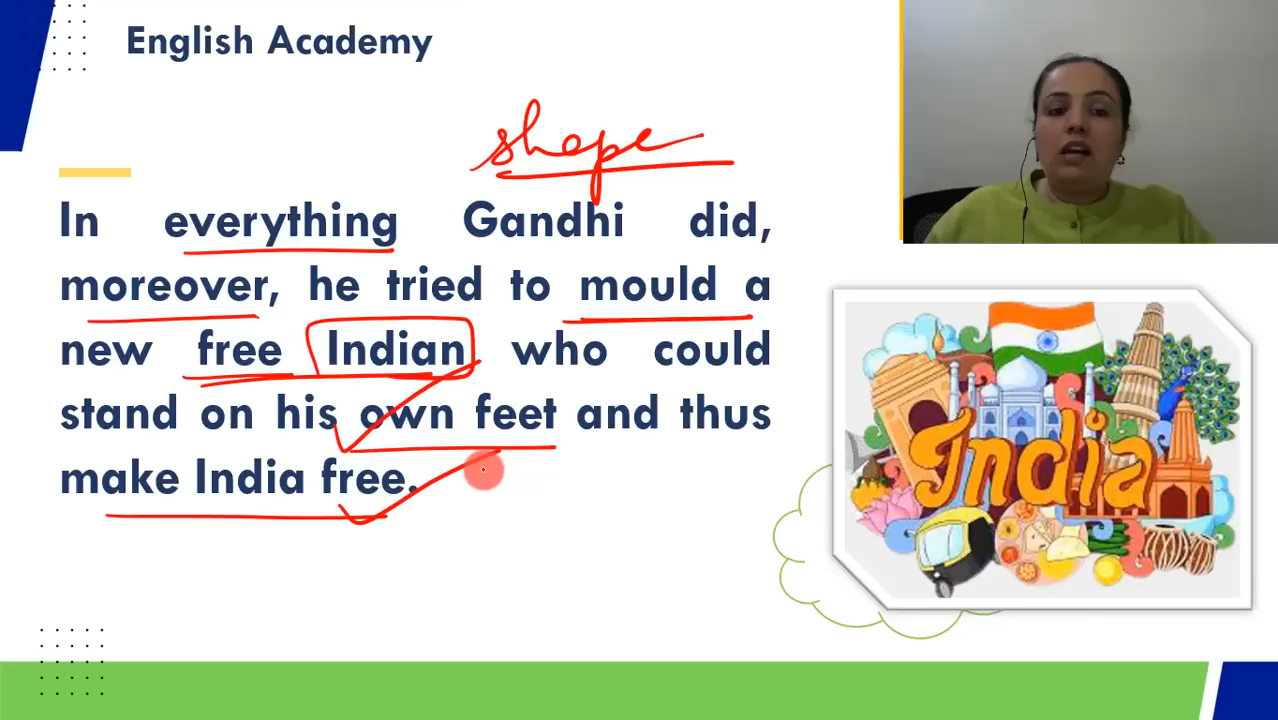 English Academy
shape
In everything Gandhi did,
moreover, he tried to mould a
new free Indian who could
stand on his own feet and thus
make India free.
India